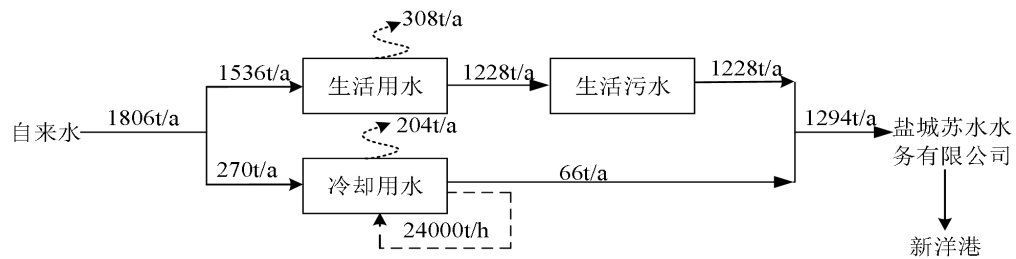 308t/a
1536t/a
生活用水
1228t/a
生活污水
1228t/a
自来水
1806t/a
204t/a
1294t/a
盐城苏水水
务有限公司
270t/a
冷却用水
66t/a
24000t/h
新洋港